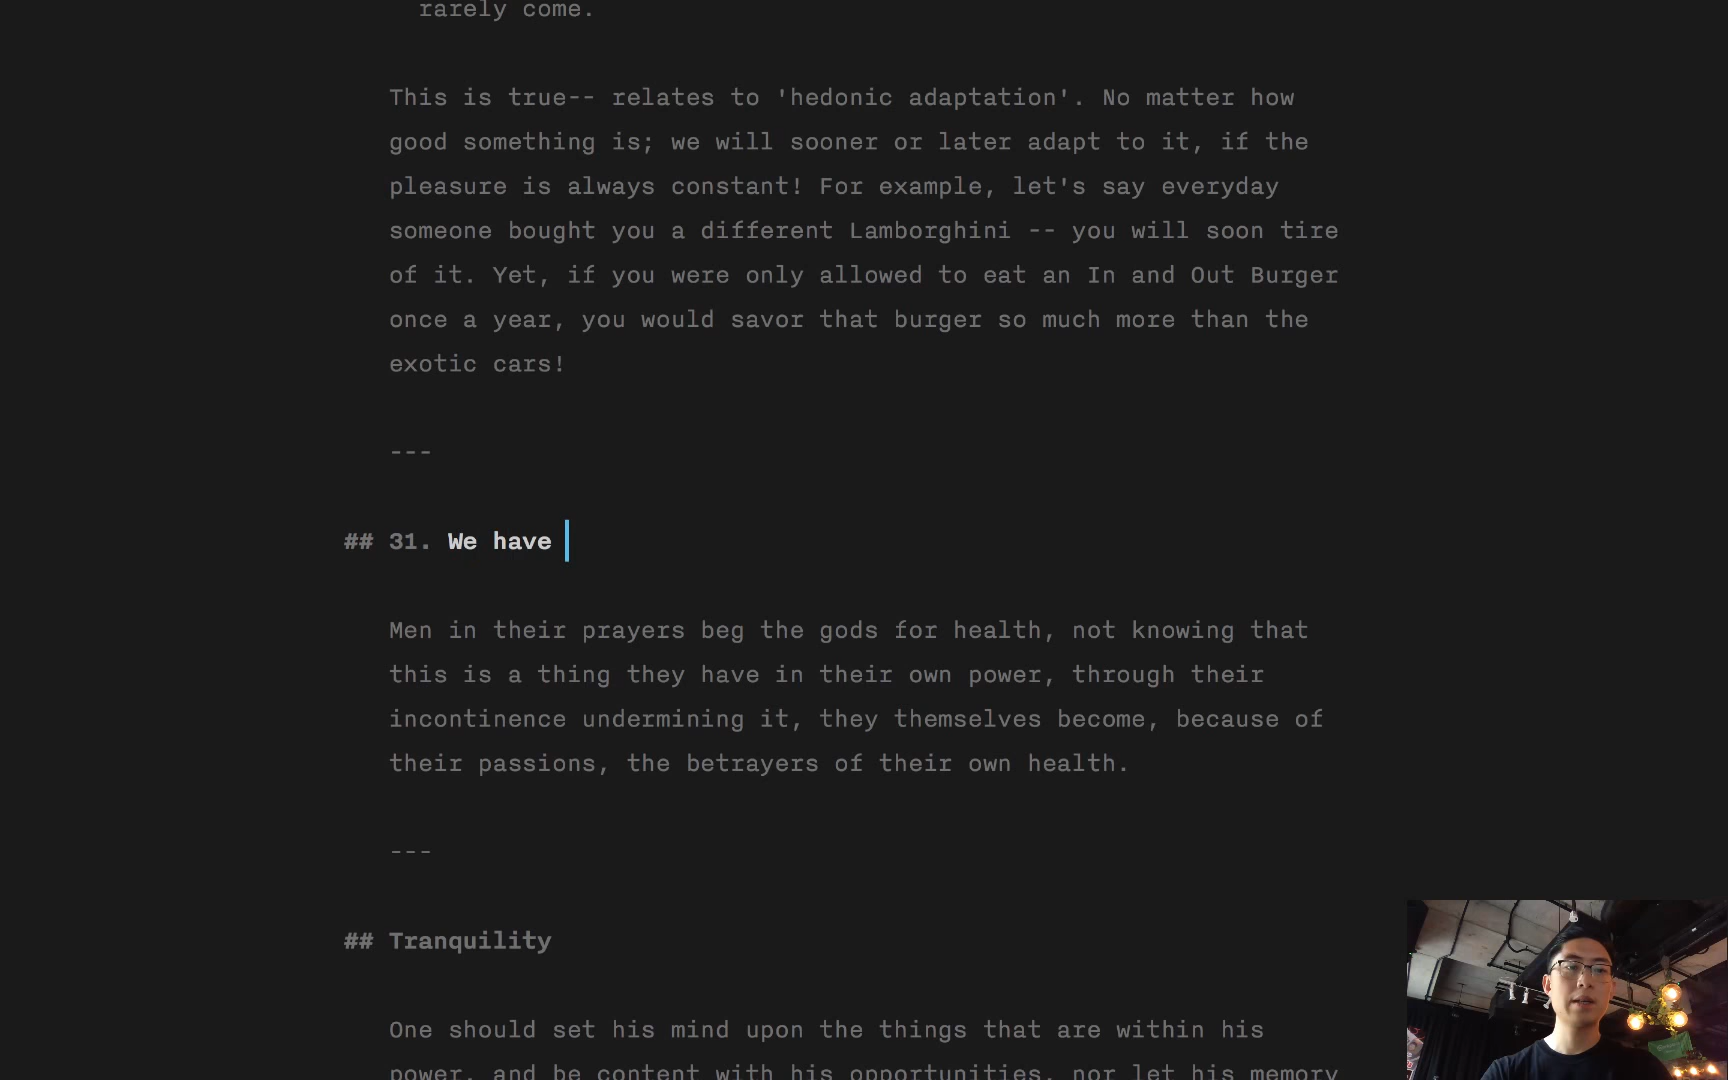 rarely come.
This is true-- relates to 'hedonic adaptation'. No matter how
good something is; we will sooner or later adapt to it, if the
pleasure is always constant! For example, let's say everyday
someone bought you a different Lamborghini -- you will soon tire
of it. Yet, if you were only allowed to eat an In and Out Burger
once a year, you would savor that burger so much more than the
exotic cars!
---
## 31. We have
Men in their prayers beg the gods for health, not knowing that
this is a thing they have in their own power, through their
incontinence undermining it, they themselves become, because of
their passions, the betrayers of their own health.
---
## Tranquility
One should set his mind upon the things that are within his
power, and be content with his opportunities, nor let his memory